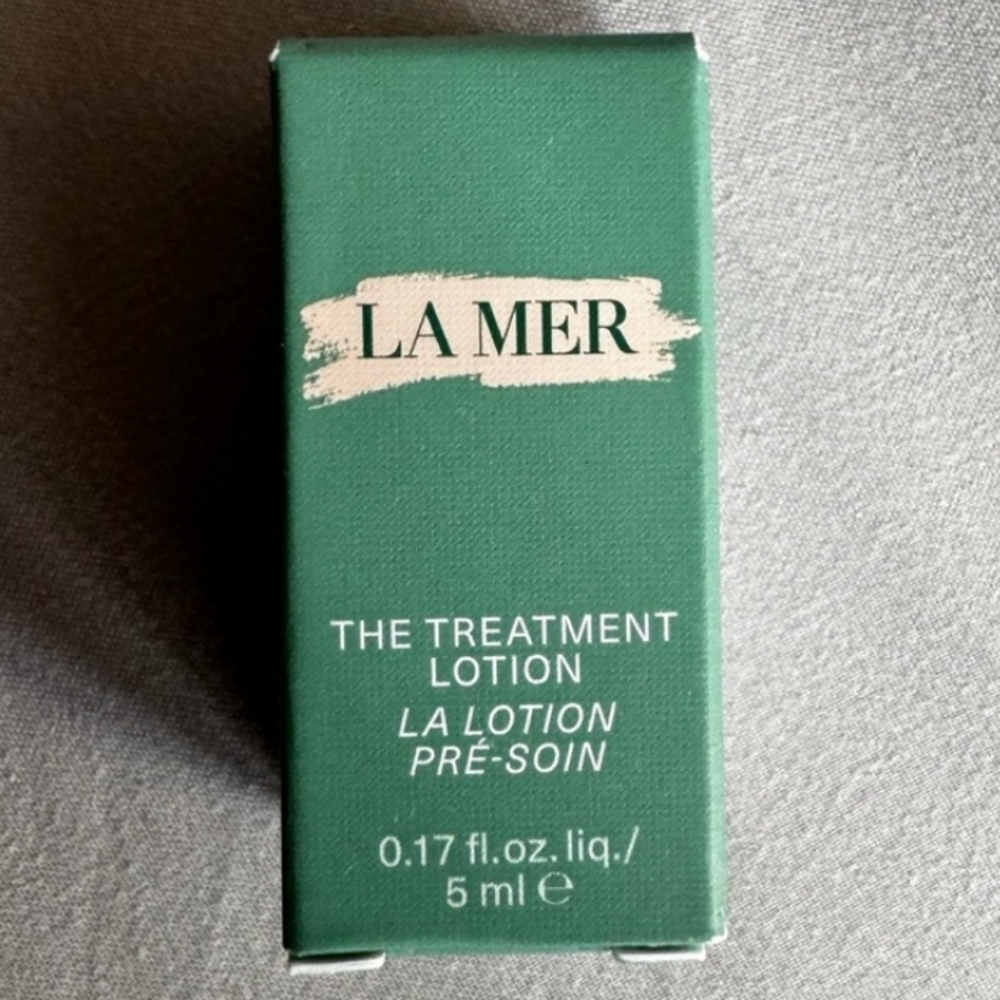 LA MER
THE TREATMENT
LOTION
LA LOTION
PRÉ-SOIN
0.17 fl.oz. liq./
5 ml ℮